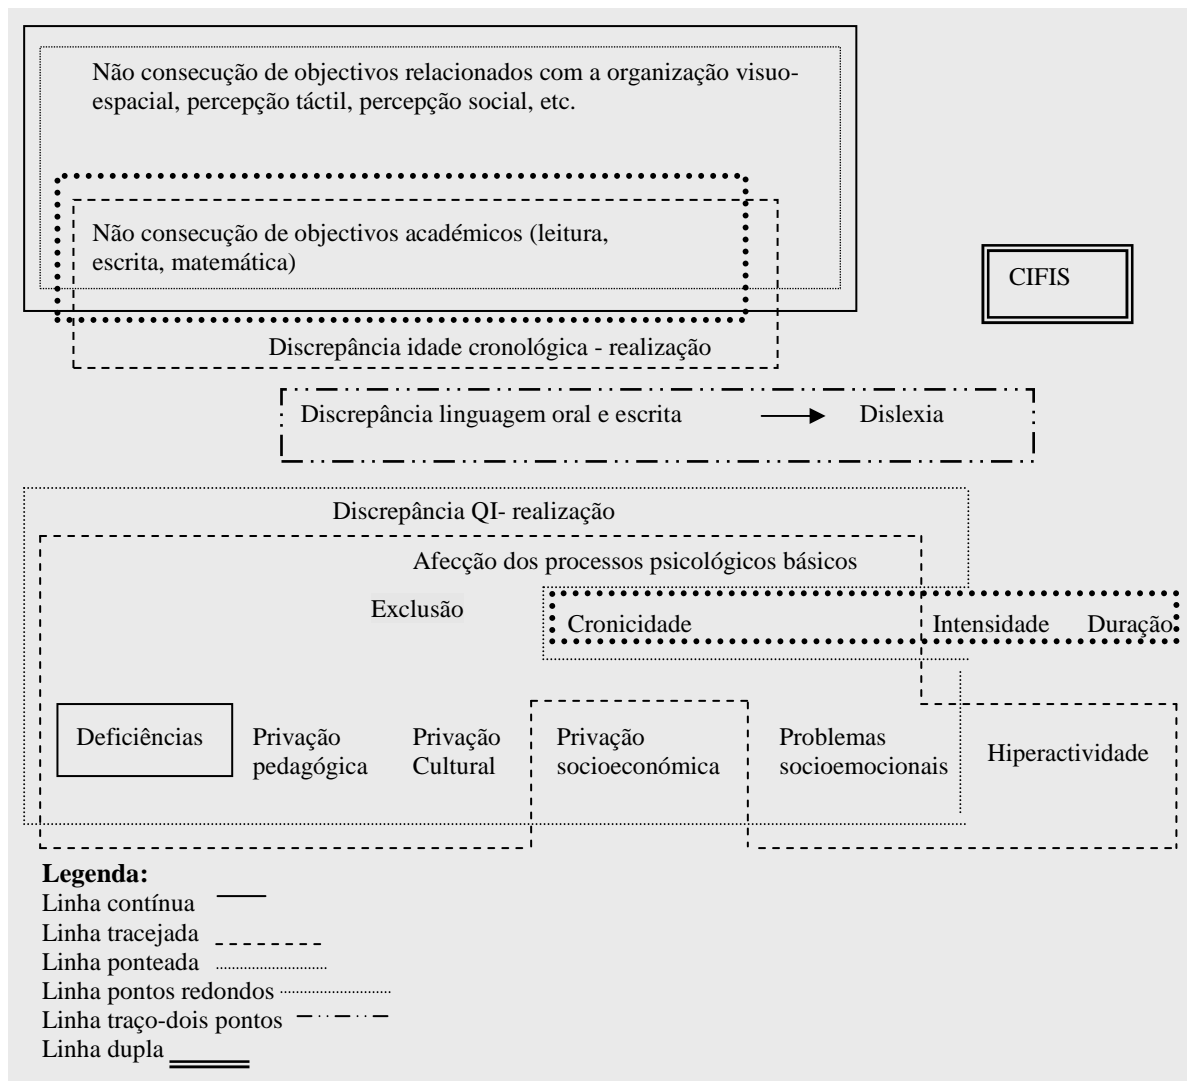 Não consecução de objectivos relacionados com a organização visuo-
espacial, percepção táctil, percepção social, etc.
Não consecução de objectivos académicos (leitura,
escrita, matemática)
CIFIS
Discrepância idade cronológica - realização
Discrepância linguagem oral e escrita
Dislexia
Discrepância QI- realização
Afecção dos processos psicológicos básicos
Exclusão
Cronicidade
Intensidade
Duração
Deficiências
Privação
pedagógica
Privação
Cultural
Privação
socioeconómica
Problemas
socioemocionais
Hiperactividade
Legenda:
Linha contínua
Linha tracejada
Linha ponteada
Linha pontos redondos
Linha traço-dois pontos
Linha dupla